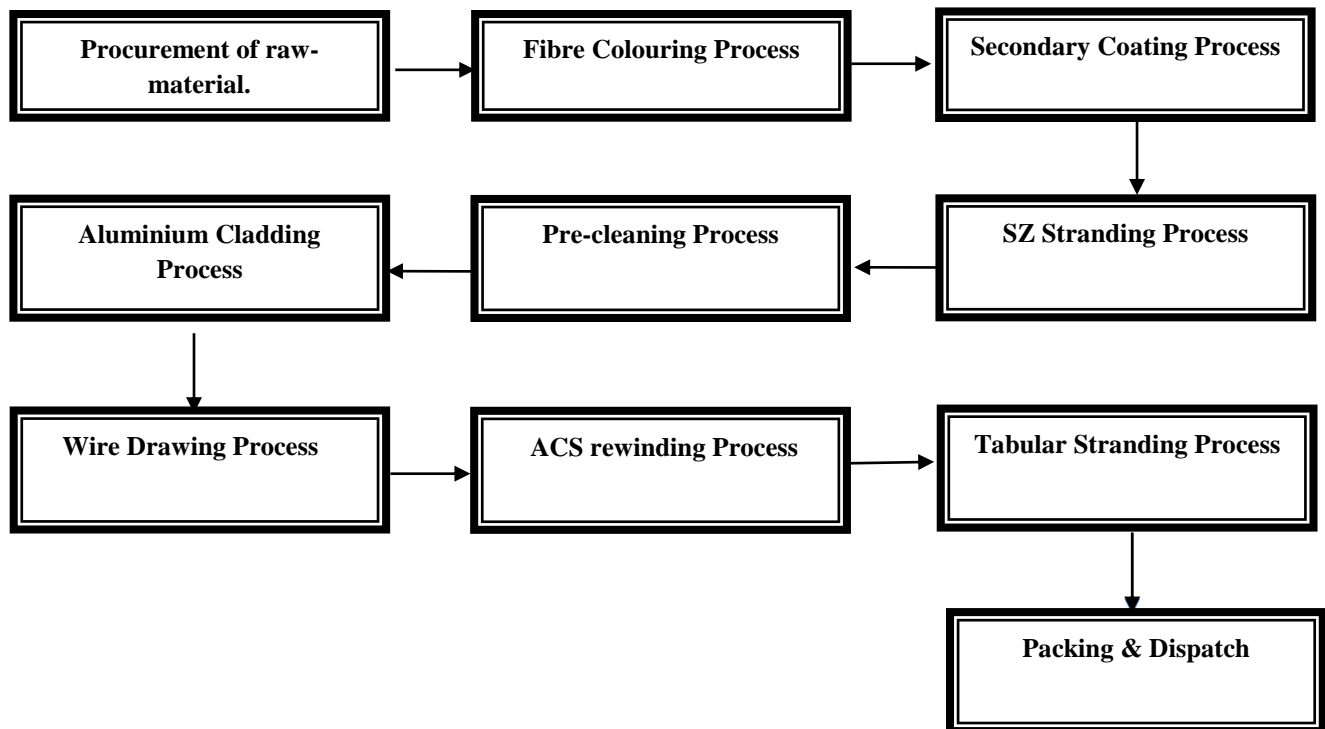 Procurement of raw-
material.
Fibre Colouring Process
Secondary Coating Process
SZ Stranding Process
Pre-cleaning Process
Aluminium Cladding
Process
Wire Drawing Process
ACS rewinding Process
Tabular Stranding Process
Packing & Dispatch